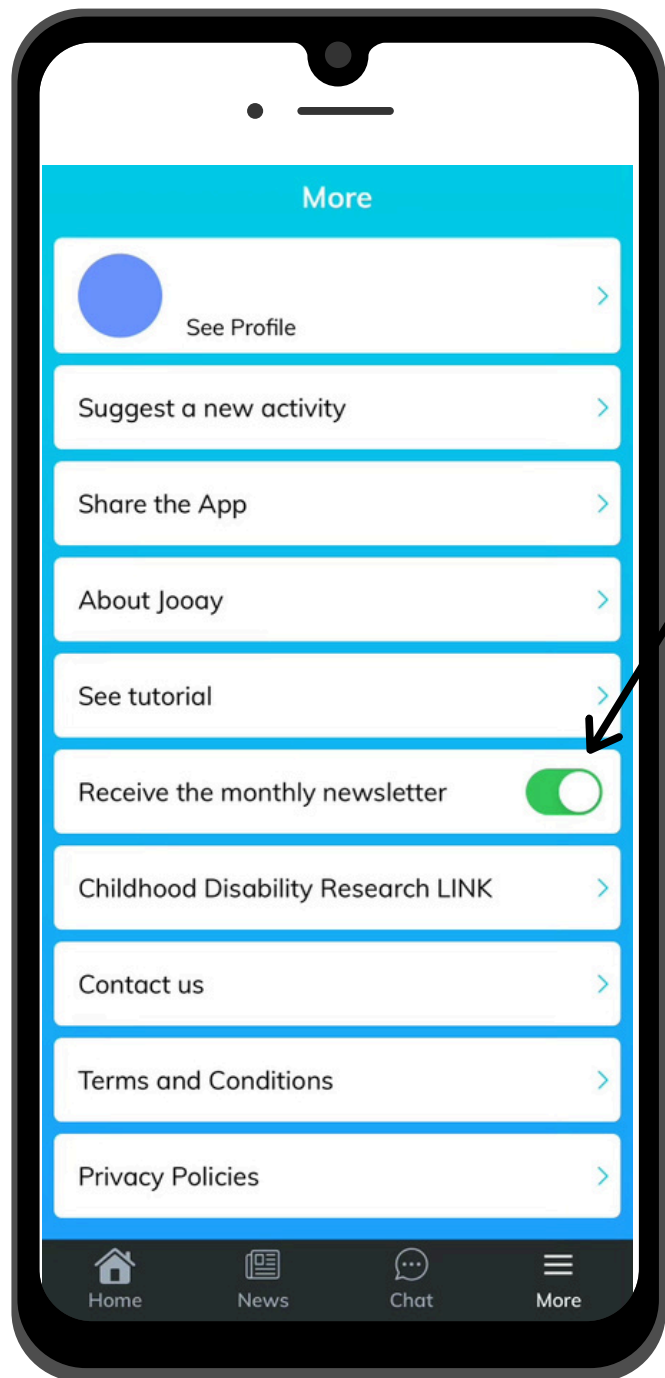 More
See Profile
Suggest a new activity
Share the App
About Jooay
See tutorial
Receive the monthly newsletter
Childhood Disability Research LINK
Contact us
Terms and Conditions
Privacy Policies
Home News Chat More